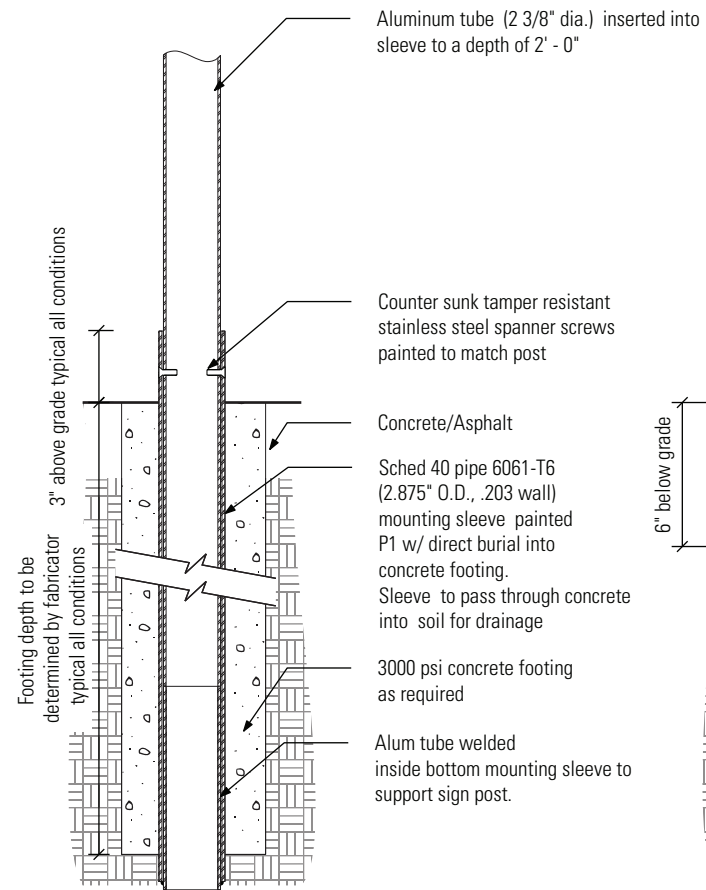 Aluminum tube (2 3/8" dia.) inserted into
sleeve to a depth of 2' - 0"
3" above grade typical all conditions
Counter sunk tamper resistant
stainless steel spanner screws
painted to match post
Concrete/Asphalt
Sched 40 pipe 6061-T6
(2.875" O.D., .203 wall)
mounting sleeve painted
P1 w/ direct burial into
concrete footing.
Sleeve to pass through concrete
into soil for drainage
6" below grade
Footing depth to be
determined by fabricator
typical all conditions
3000 psi concrete footing
as required
Alum tube welded
inside bottom mounting sleeve to
support sign post.